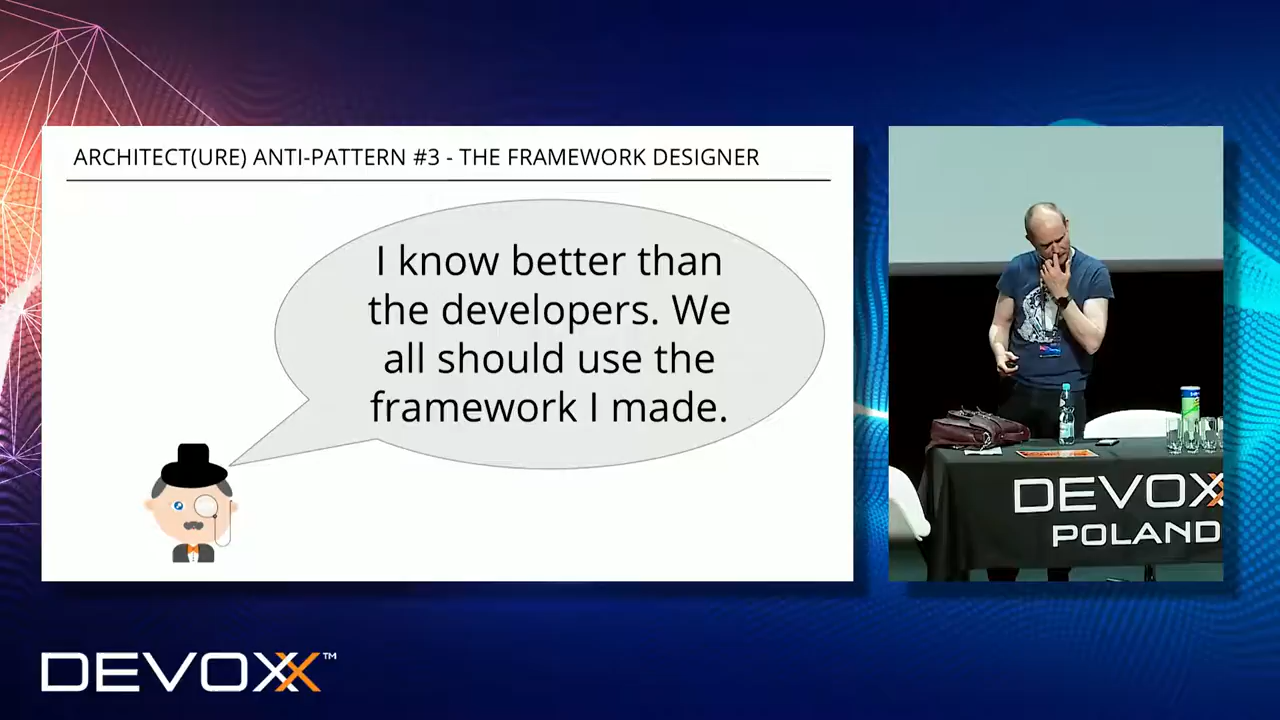 ARCHITECT(URE) ANTI-PATTERN #3 - THE FRAMEWORK DESIGNER
I know better than
the developers. We
all should use the
framework I made.
DEVOXX
POLAND
DEVOXX™